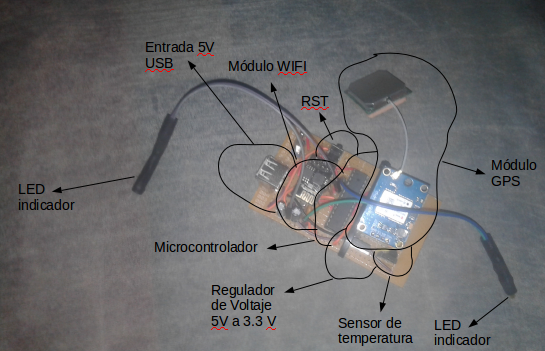 Entrada 5V
USB
Módulo WIFI
RST
Módulo
GPS
LED
indicador
Microcontrolador
Regulador
de Voltaje
5V a 3.3 V
Sensor de
temperatura
LED
indicador